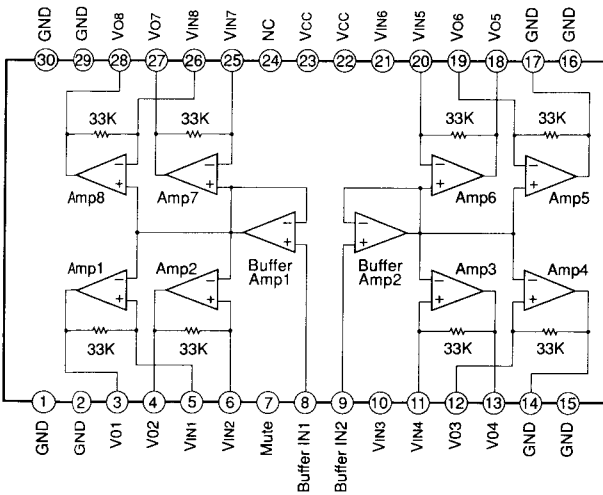 GND GND VO8 VO7 VIN8 VIN7 NC VCC VCC VIN6 VIN5 VO6 VO5 GND GND
30 29 28 27 26 25 24 23 22 21 20 19 18 17 16
33K 33K 33K 33K
Amp8 Amp7 Amp6 Amp5
Buffer Amp1
Buffer Amp2
Amp1 Amp2 Amp3 Amp4
33K 33K 33K 33K
1 2 3 4 5 6 7 8 9 10 11 12 13 14 15
GND GND V01 V02 VIN1 VIN2 Mute Buffer IN1 Buffer IN2 VIN3 VIN4 V03 V04 GND GND